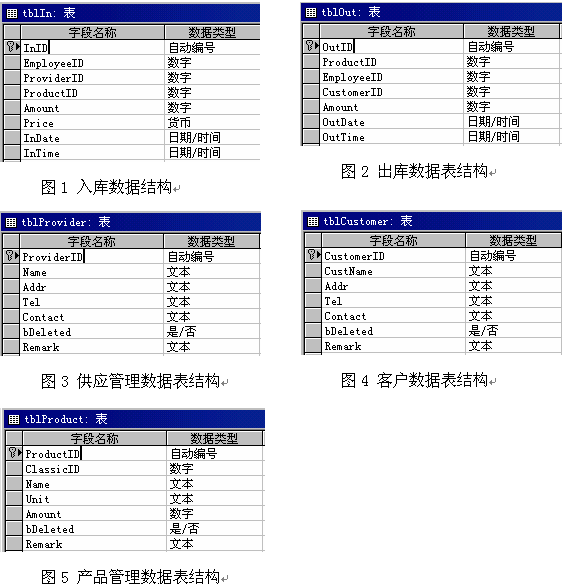 tblIn: 表
字段名称 数据类型
InID 自动编号
EmployeeID 数字
ProviderID 数字
ProductID 数字
Amount 数字
Price 货币
InDate 日期/时间
InTime 日期/时间
图1 入库数据结构
tblOut: 表
字段名称 数据类型
OutID 自动编号
ProductID 数字
EmployeeID 数字
CustomerID 数字
Amount 数字
OutDate 日期/时间
OutTime 日期/时间
图2 出库数据表结构
tblProvider: 表
字段名称 数据类型
ProviderID 自动编号
Name 文本
Addr 文本
Tel 文本
Contact 文本
bDeleted 是/否
Remark 文本
图3 供应管理数据表结构
tblCustomer: 表
字段名称 数据类型
CustomerID 自动编号
CustName 文本
Addr 文本
Tel 文本
Contact 文本
bDeleted 是/否
Remark 文本
图4 客户数据表结构
tblProduct: 表
字段名称 数据类型
ProductID 自动编号
ClassicID 数字
Name 文本
Unit 文本
Amount 数字
bDeleted 是/否
Remark 文本
图5 产品管理数据表结构